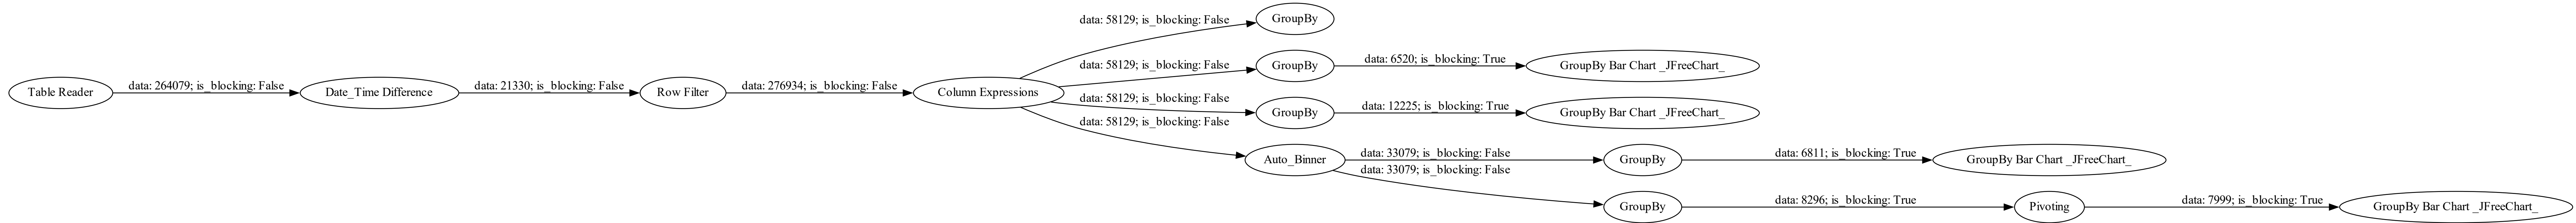 data: 58129; is_blocking: False
GroupBy
data: 58129; is_blocking: False
GroupBy
data: 6520; is_blocking: True
GroupBy Bar Chart _JFreeChart_
Table Reader
data: 264079; is_blocking: False
Date_Time Difference
data: 21330; is_blocking: False
Row Filter
data: 276934; is_blocking: False
Column Expressions
data: 58129; is_blocking: False
GroupBy
data: 12225; is_blocking: True
GroupBy Bar Chart _JFreeChart_
data: 58129; is_blocking: False
Auto_Binner
data: 33079; is_blocking: False
GroupBy
data: 6811; is_blocking: True
GroupBy Bar Chart _JFreeChart_
data: 33079; is_blocking: False
GroupBy
data: 8296; is_blocking: True
Pivoting
data: 7999; is_blocking: True
GroupBy Bar Chart _JFreeChart_